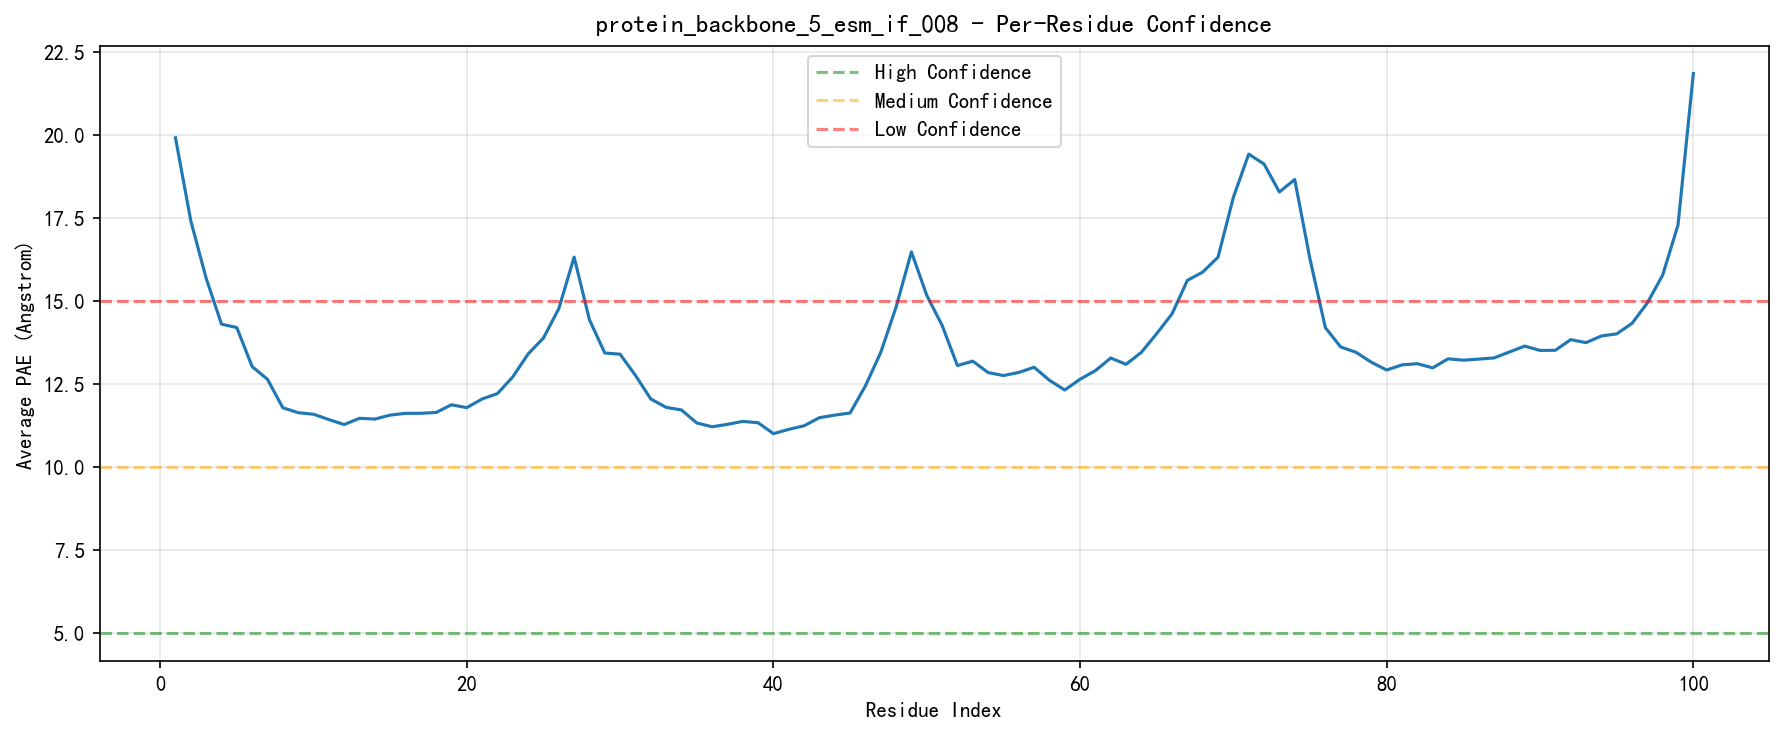 protein_backbone_5_esm_if_008 - Per-Residue Confidence
22.5
20.0
17.5
15.0
12.5
10.0
7.5
5.0
Average PAE (Angstrom)
High Confidence
Medium Confidence
Low Confidence
0
20
40
60
80
100
Residue Index